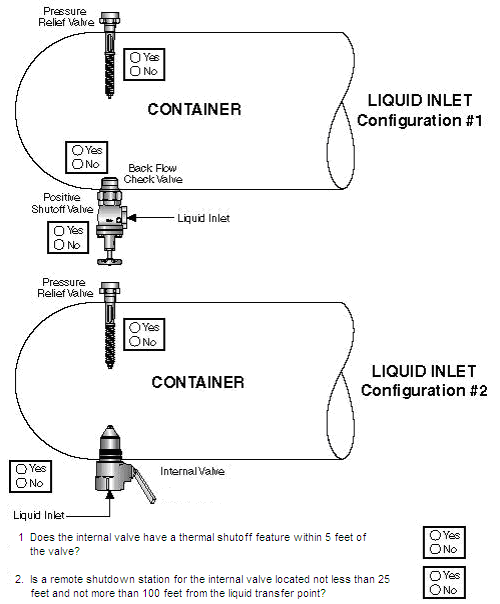 Pressure
Relief Valve
Yes
No
CONTAINER
LIQUID INLET
Configuration #1
Yes
No
Back Flow
Check Valve
Positive
Shutoff Valve
Liquid Inlet
Yes
No
Pressure
Relief Valve
Yes
No
CONTAINER
LIQUID INLET
Configuration #2
Yes
No
Internal Valve
Liquid Inlet
1 Does the internal valve have a thermal shutoff feature within 5 feet of
the valve?
Yes
No
2. Is a remote shutdown station for the internal valve located not less than 25
feet and not more than 100 feet from the liquid transfer point?
Yes
No